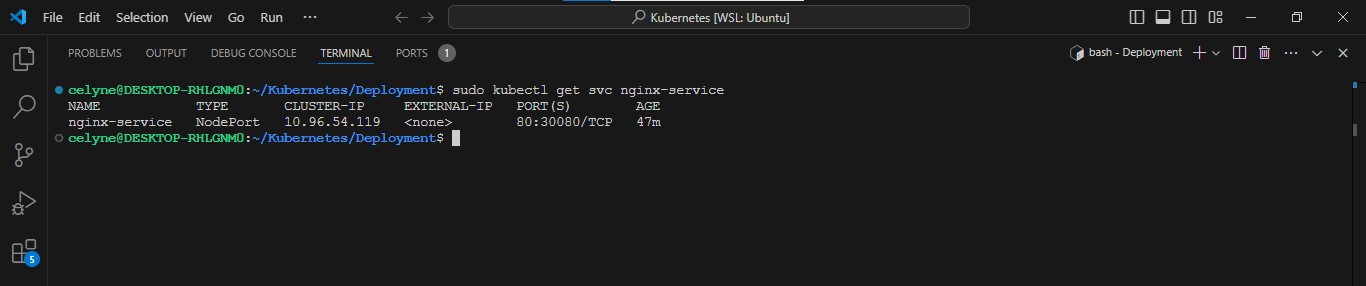 File Edit Selection View Go Run ···
Kubernetes [WSL: Ubuntu]
PROBLEMS OUTPUT DEBUG CONSOLE TERMINAL PORTS 1
bash - Deployment
celyne@DESKTOP-RHLGNM0:~/Kubernetes/Deployment$ sudo kubectl get svc nginx-service
NAME TYPE CLUSTER-IP EXTERNAL-IP PORT(S) AGE
nginx-service NodePort 10.96.54.119 <none> 80:30080/TCP 47m
celyne@DESKTOP-RHLGNM0:~/Kubernetes/Deployment$
5